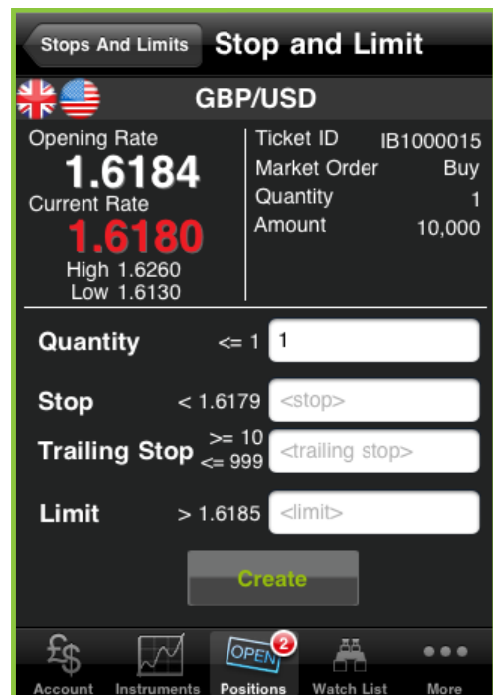 Stops And Limits Stop and Limit
GBP/USD
Opening Rate
1.6184
Current Rate
1.6180
High 1.6260
Low 1.6130
Ticket ID IB1000015
Market Order Buy
Quantity 1
Amount 10,000
Quantity <= 1 1
Stop < 1.6179 <stop>
Trailing Stop >= 10 <= 999 <trailing stop>
Limit > 1.6185 <limit>
Create
£$ OPEN 2
Account Instruments Positions Watch List More